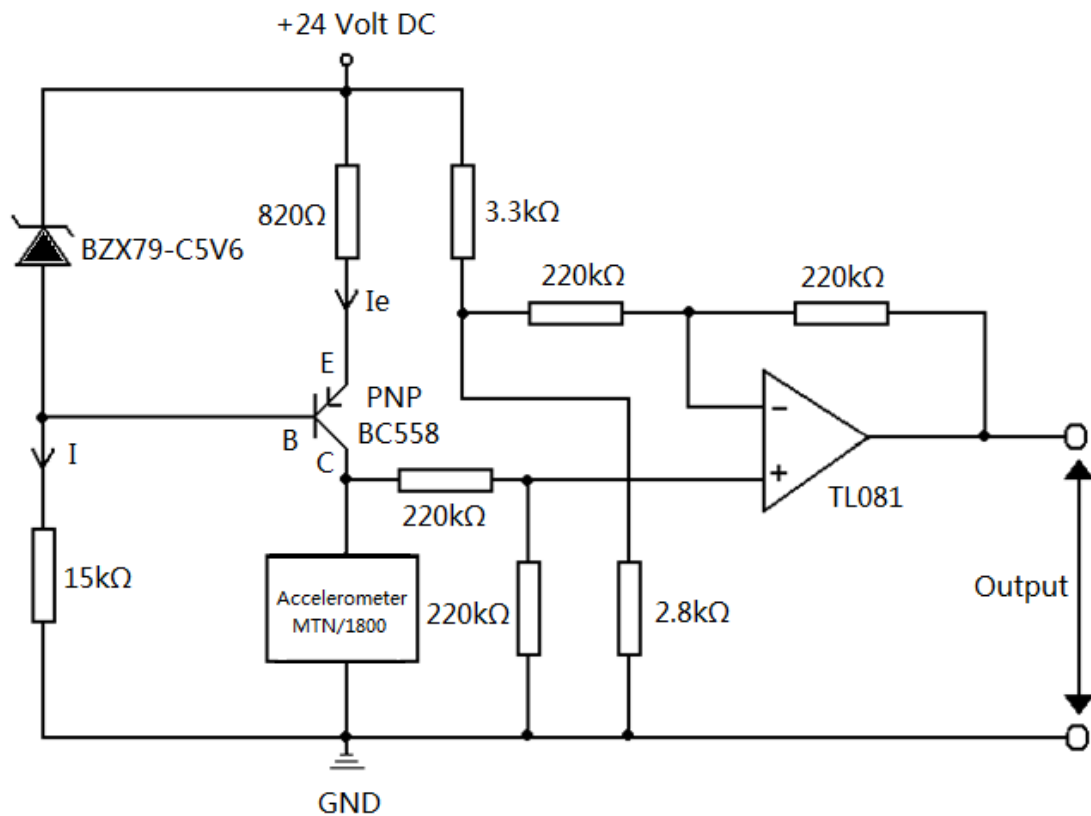 +24 Volt DC
820Ω
3.3kΩ
BZX79-C5V6
220kΩ
220kΩ
Ie
E
PNP
BC558
B
C
I
−
+
TL081
220kΩ
15kΩ
Accelerometer
MTN/1800
220kΩ
2.8kΩ
Output
GND